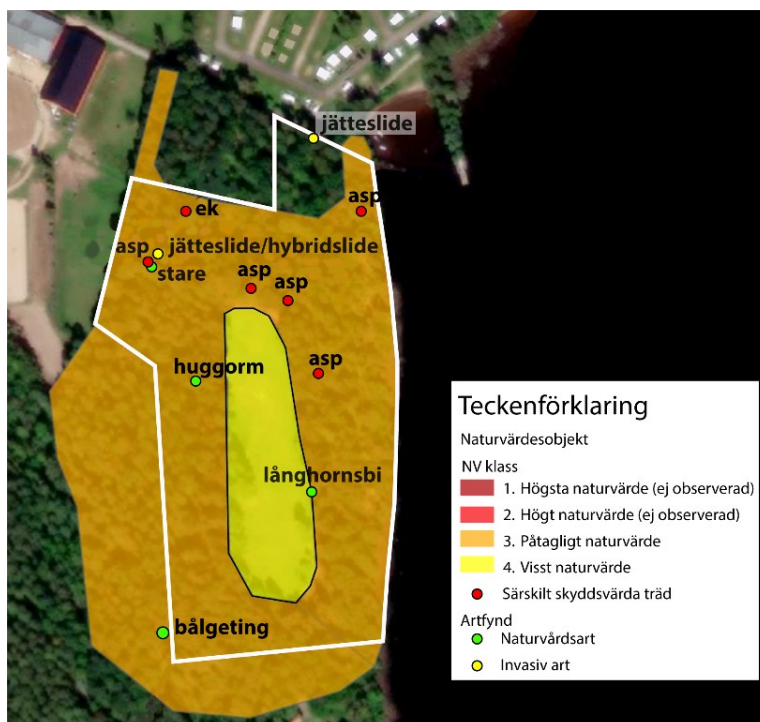 jätteslide
asp
ek
asp
jätteslide/hybridslide
stare
asp
asp
huggorm
asp
långhornsbi
bålgeting
Teckenförklaring
Naturvärdesobjekt
NV klass
1. Högsta naturvärde (ej observerad)
2. Högt naturvärde (ej observerad)
3. Påtagligt naturvärde
4. Visst naturvärde
Särskilt skyddsvärda träd
Artfynd
Naturvårdsart
Invasiv art